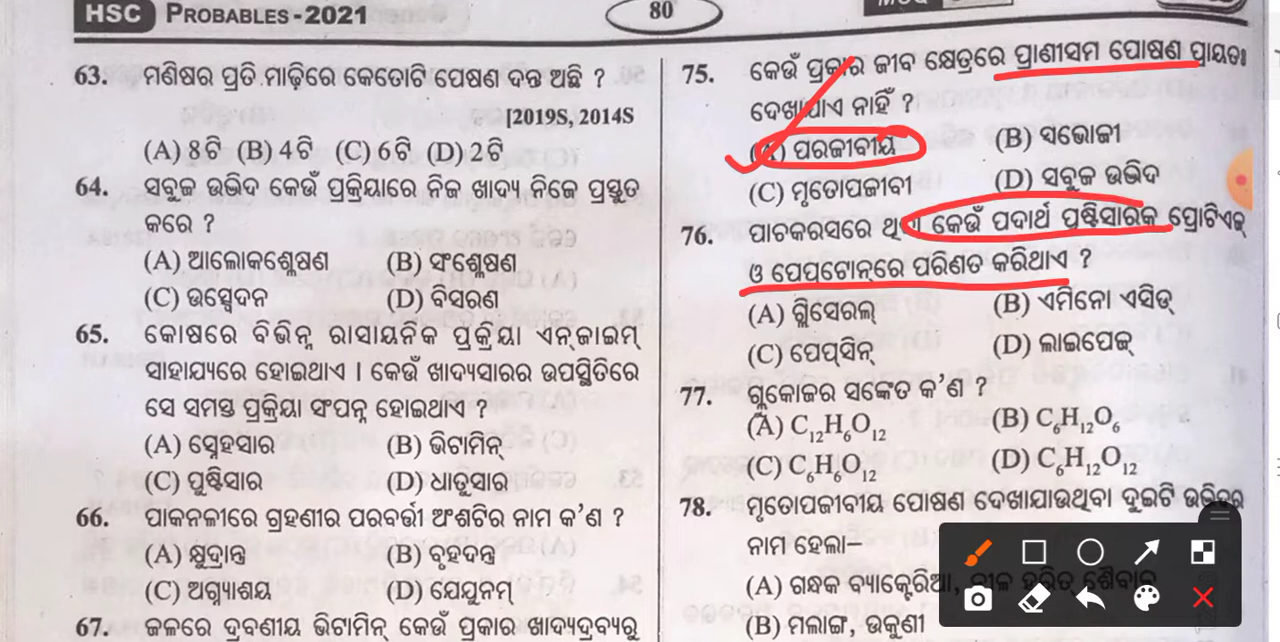 HSC PROBABLES-2021
80
63. ମଣିଷର ପ୍ରତି ମାଢ଼ିରେ କେତୋଟି ପେଷଣ ଦନ୍ତ ଅଛି ?
[2019S, 2014S
(A) 8ଟି (B) 4ଟି (C) 6ଟି (D) 2ଟି
64. ସବୁଜ ଉଦ୍ଭିଦ କେଉଁ ପ୍ରକ୍ରିୟାରେ ନିଜ ଖାଦ୍ୟ ନିଜେ ପ୍ରସ୍ତୁତ
କରେ ?
(A) ଆଲୋକଶ୍ଳେଷଣ (B) ସଂଶ୍ଳେଷଣ
(C) ଉତ୍ସ୍ୱେଦନ (D) ବିସରଣ
65. କୋଷରେ ବିଭିନ୍ନ ରାସାୟନିକ ପ୍ରକ୍ରିୟା ଏନ୍‌ଜାଇମ୍
ସାହାଯ୍ୟରେ ହୋଇଥାଏ । କେଉଁ ଖାଦ୍ୟସାରର ଉପସ୍ଥିତିରେ
ସେ ସମସ୍ତ ପ୍ରକ୍ରିୟା ସଂପନ୍ନ ହୋଇଥାଏ ?
(A) ସ୍ନେହସାର (B) ଭିଟାମିନ୍
(C) ପୁଷ୍ଟିସାର (D) ଧାତୁସାର
66. ପାକନଳୀରେ ଗ୍ରହଣୀର ପରବର୍ତ୍ତୀ ଅଂଶଟିର ନାମ କ'ଣ ?
(A) କ୍ଷୁଦ୍ରାନ୍ତ୍ର (B) ବୃହଦନ୍ତ୍ର
(C) ଅଗ୍ନ୍ୟାଶୟ (D) ଯେଯୁନମ୍
67. ଜଳରେ ଦ୍ରବଣୀୟ ଭିଟାମିନ୍ କେଉଁ ପ୍ରକାର ଖାଦ୍ୟଦ୍ରବ୍ୟରୁ
75. କେଉଁ ପ୍ରକାର ଜୀବ କ୍ଷେତ୍ରରେ ପ୍ରାଣୀସମ ପୋଷଣ ପ୍ରାୟତଃ
ଦେଖାଯାଏ ନାହିଁ ?
(A) ପରଜୀବୀୟ (B) ସଭୋଜୀ
(C) ମୃତୋପଜୀବୀ (D) ସବୁଜ ଉଦ୍ଭିଦ
76. ପାଚକରସରେ ଥିବା କେଉଁ ପଦାର୍ଥ ପୁଷ୍ଟିସାରକୁ ପ୍ରୋଟିଏଜ୍
ଓ ପେପ୍‌ଟୋନ୍‌ରେ ପରିଣତ କରିଥାଏ ?
(A) ଗ୍ଲିସେରଲ୍ (B) ଏମିନୋ ଏସିଡ୍
(C) ପେପ୍‌ସିନ୍ (D) ଲାଇପେଜ୍
77. ଗ୍ଲୁକୋଜର ସଙ୍କେତ କ'ଣ ?
(A) C₁₂H₆O₁₂ (B) C₆H₁₂O₆
(C) C₆H₆O₁₂ (D) C₆H₁₂O₁₂
78. ମୃତୋପଜୀବୀୟ ପୋଷଣ ଦେଖାଯାଉଥିବା ଦୁଇଟି ଉଦ୍ଭିଦର
ନାମ ହେଲା–
(A) ଗନ୍ଧକ ବ୍ୟାକ୍ଟେରିଆ, ନୀଳ ହରିତ୍ ଶୈବାଳ
(B) ମଲାଙ୍ଗ, ଉକୁଣୀ